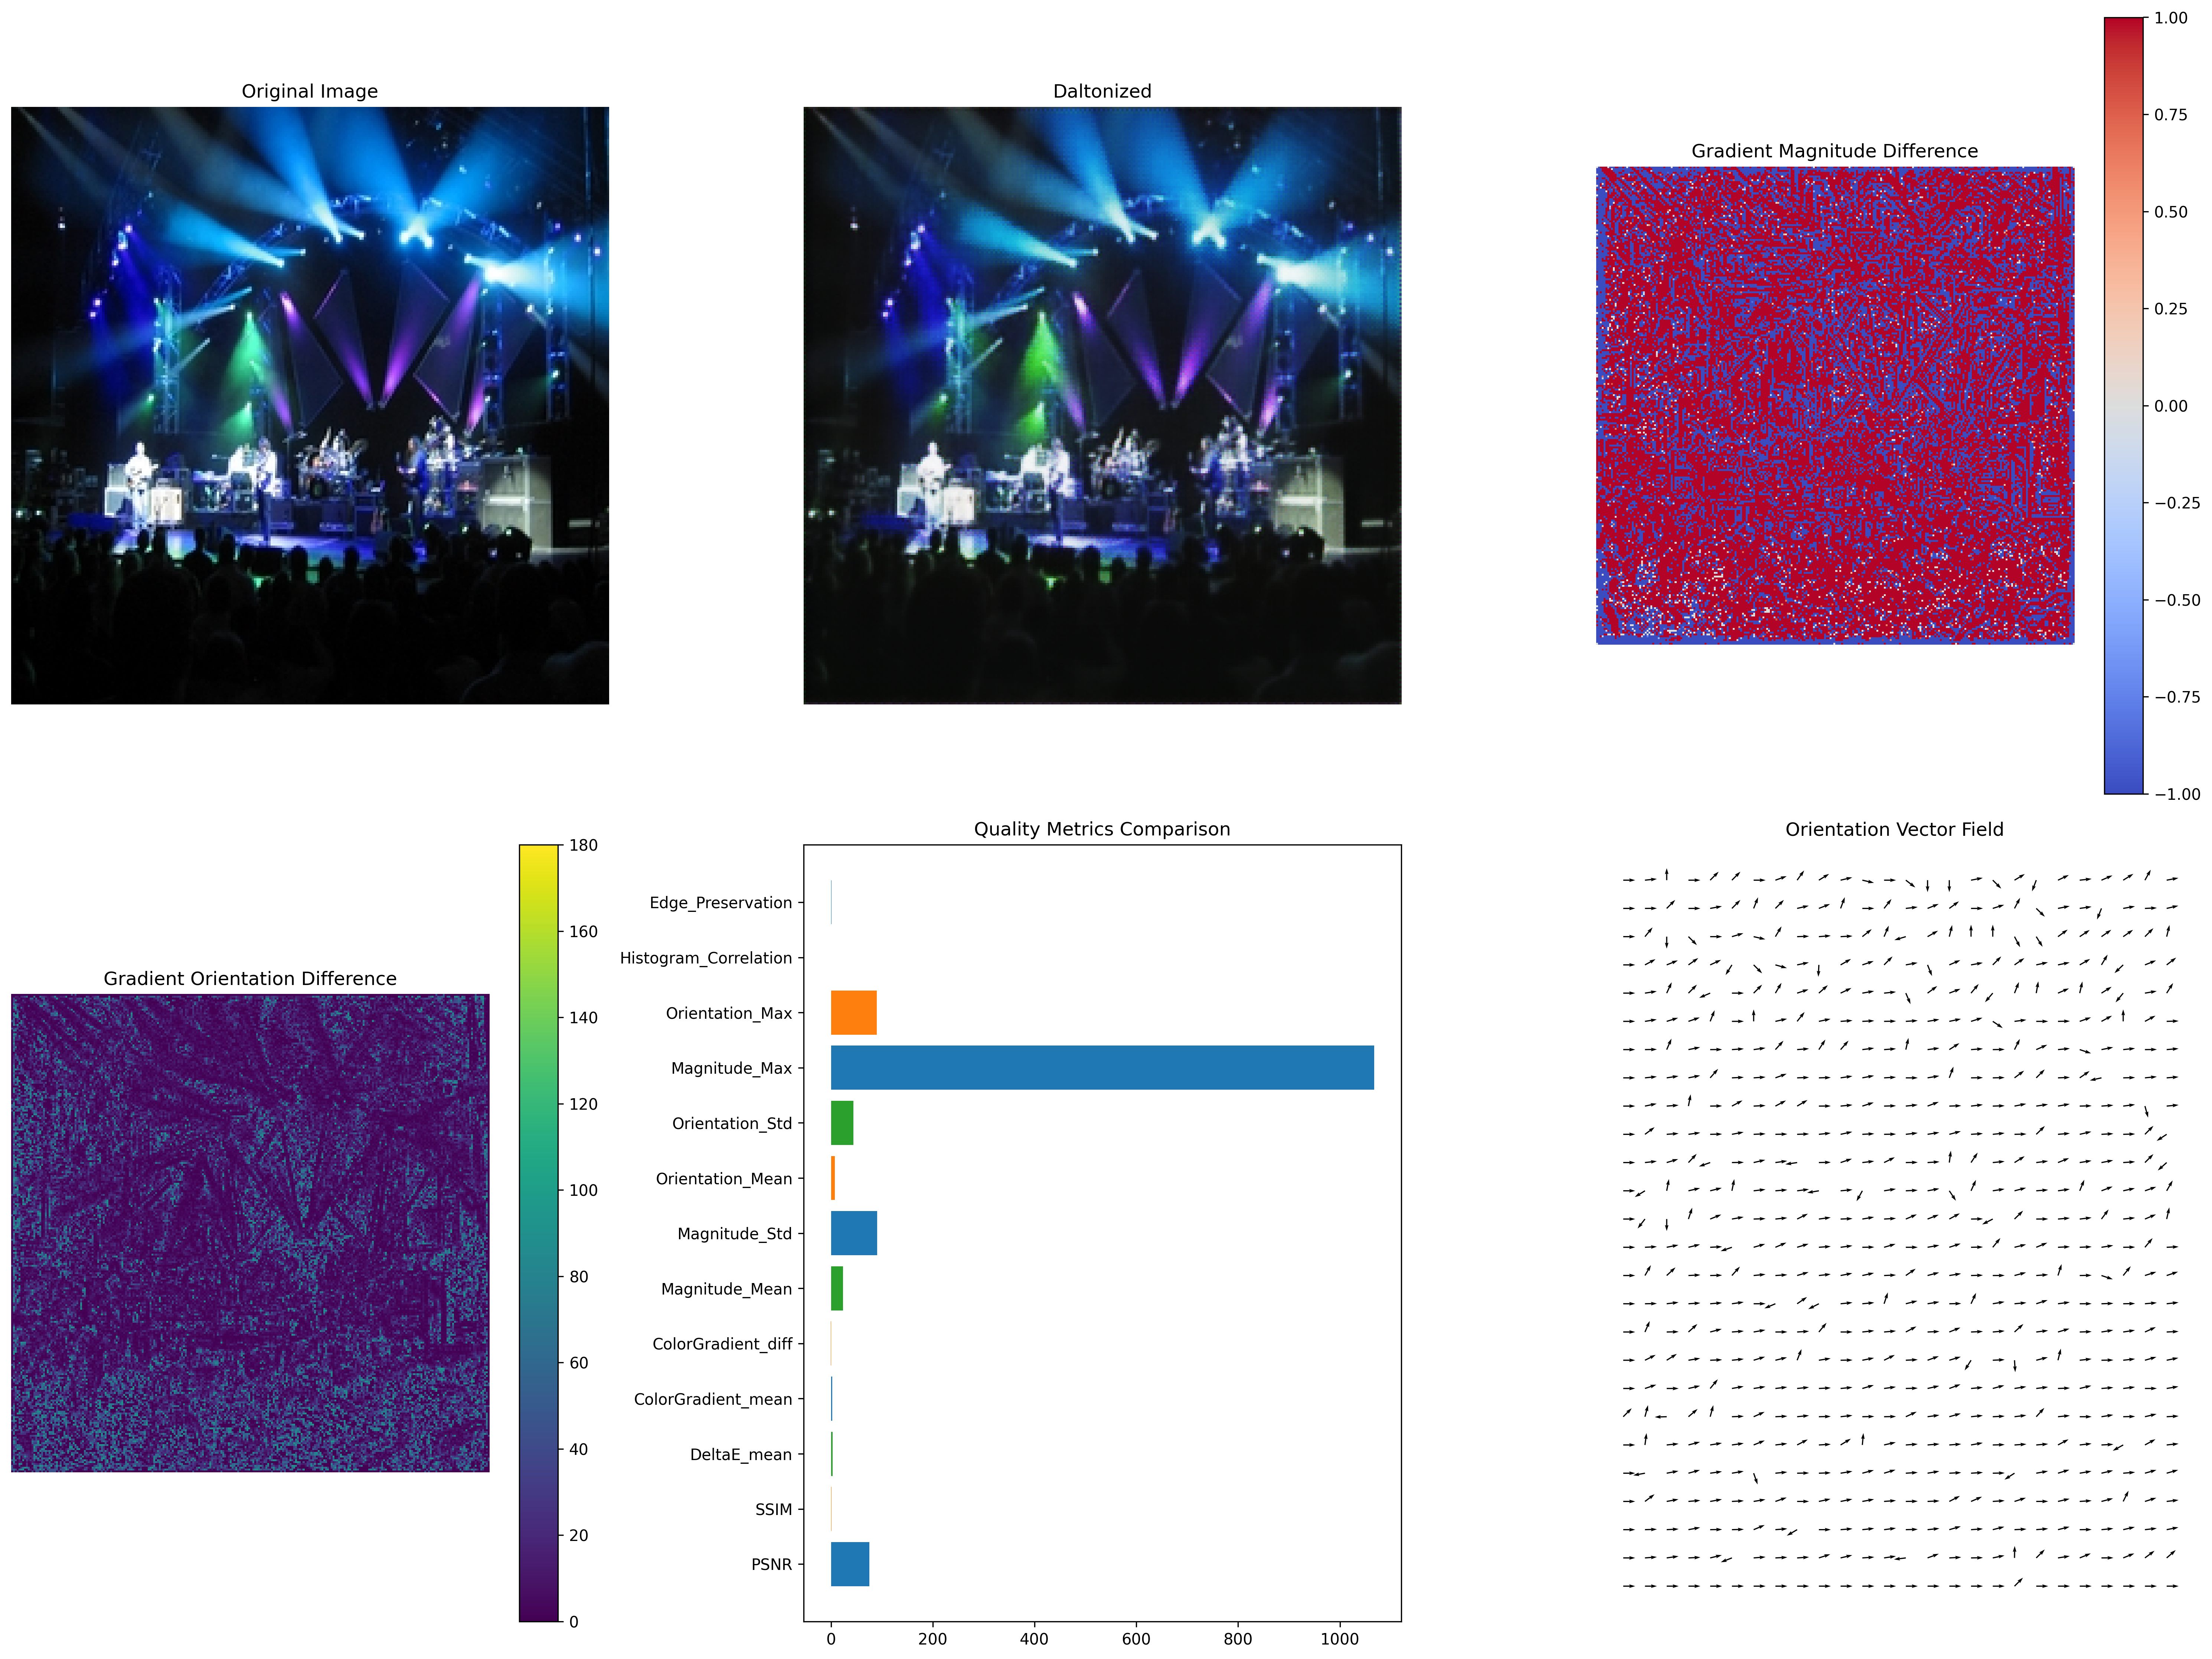 Original Image
Daltonized
Gradient Magnitude Difference
1.00
0.75
0.50
0.25
0.00
−0.25
−0.50
−0.75
−1.00
Gradient Orientation Difference
180
160
140
120
100
80
60
40
20
0
Quality Metrics Comparison
Edge_Preservation
Histogram_Correlation
Orientation_Max
Magnitude_Max
Orientation_Std
Orientation_Mean
Magnitude_Std
Magnitude_Mean
ColorGradient_diff
ColorGradient_mean
DeltaE_mean
SSIM
PSNR
0 200 400 600 800 1000
Orientation Vector Field